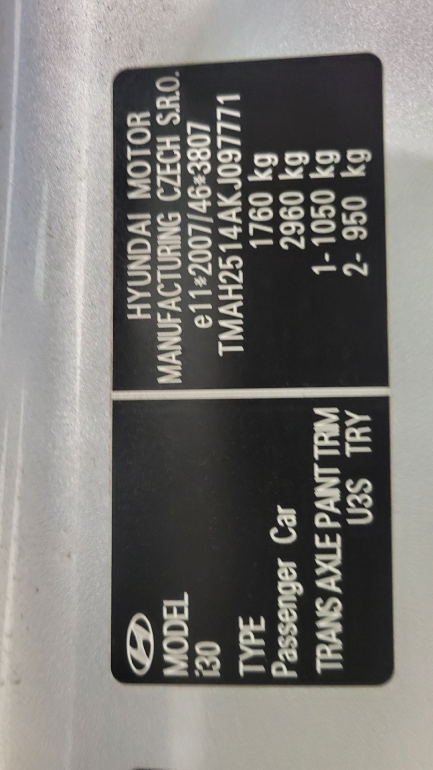 HYUNDAI MOTOR
MANUFACTURING CZECH S.R.O.
e11*2007/46*3807
TMAH2514AKJ097771
1760 kg
2960 kg
1- 1050 kg
2- 950 kg
MODEL
i30
TYPE
Passenger Car
TRANS AXLE PAINT TRIM
U3S TRY